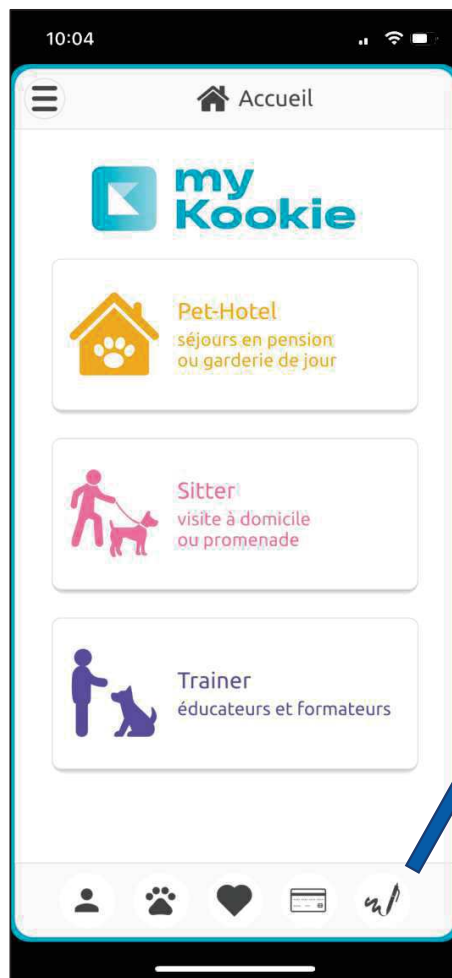 10:04
Accueil
my
Kookie
Pet-Hotel
séjours en pension
ou garderie de jour
Sitter
visite à domicile
ou promenade
Trainer
éducateurs et formateurs